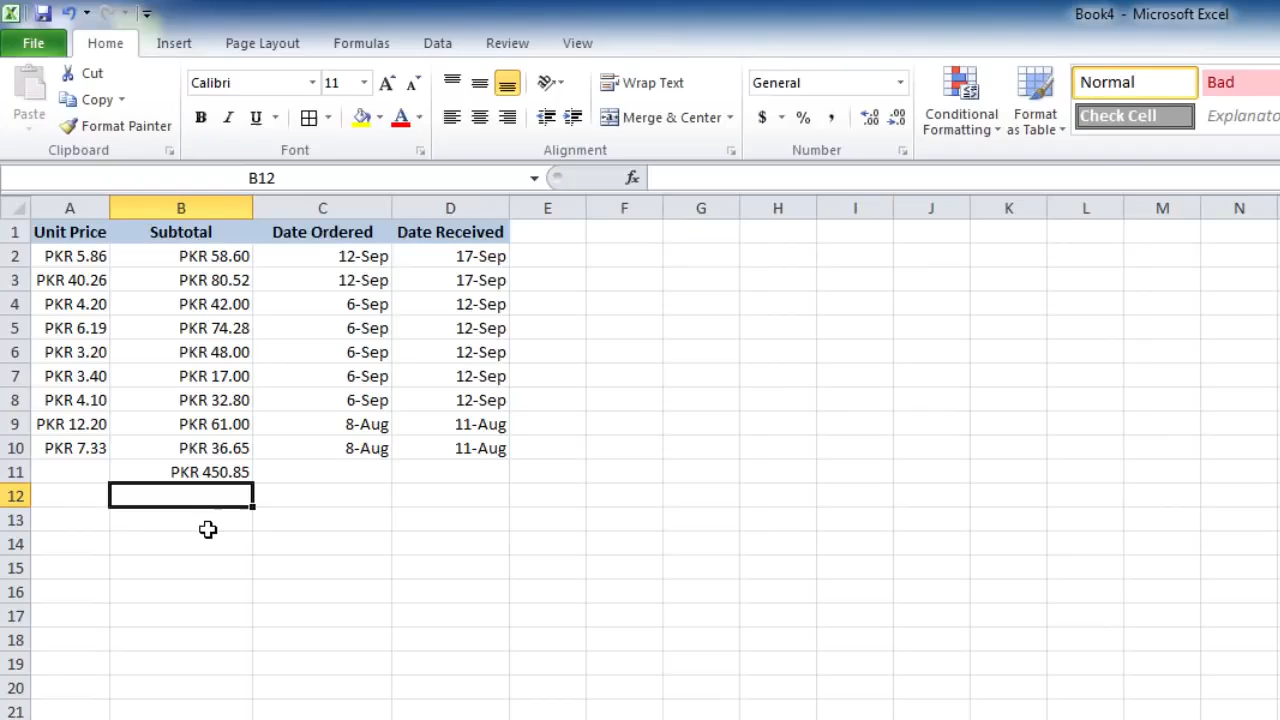 Book4 - Microsoft Excel
File Home Insert Page Layout Formulas Data Review View
Paste Cut Copy Format Painter Clipboard
Calibri 11 A A B I U A Font
Wrap Text Merge & Center Alignment
General $ % , .0 .00 .00 .0 Number
Conditional Formatting Format as Table
Normal Bad
Check Cell Explanato
B12 fx
A B C D E F G H I J K L M N
1 Unit Price Subtotal Date Ordered Date Received
2 PKR 5.86 PKR 58.60 12-Sep 17-Sep
3 PKR 40.26 PKR 80.52 12-Sep 17-Sep
4 PKR 4.20 PKR 42.00 6-Sep 12-Sep
5 PKR 6.19 PKR 74.28 6-Sep 12-Sep
6 PKR 3.20 PKR 48.00 6-Sep 12-Sep
7 PKR 3.40 PKR 17.00 6-Sep 12-Sep
8 PKR 4.10 PKR 32.80 6-Sep 12-Sep
9 PKR 12.20 PKR 61.00 8-Aug 11-Aug
10 PKR 7.33 PKR 36.65 8-Aug 11-Aug
11 PKR 450.85
12
13
14
15
16
17
18
19
20
21